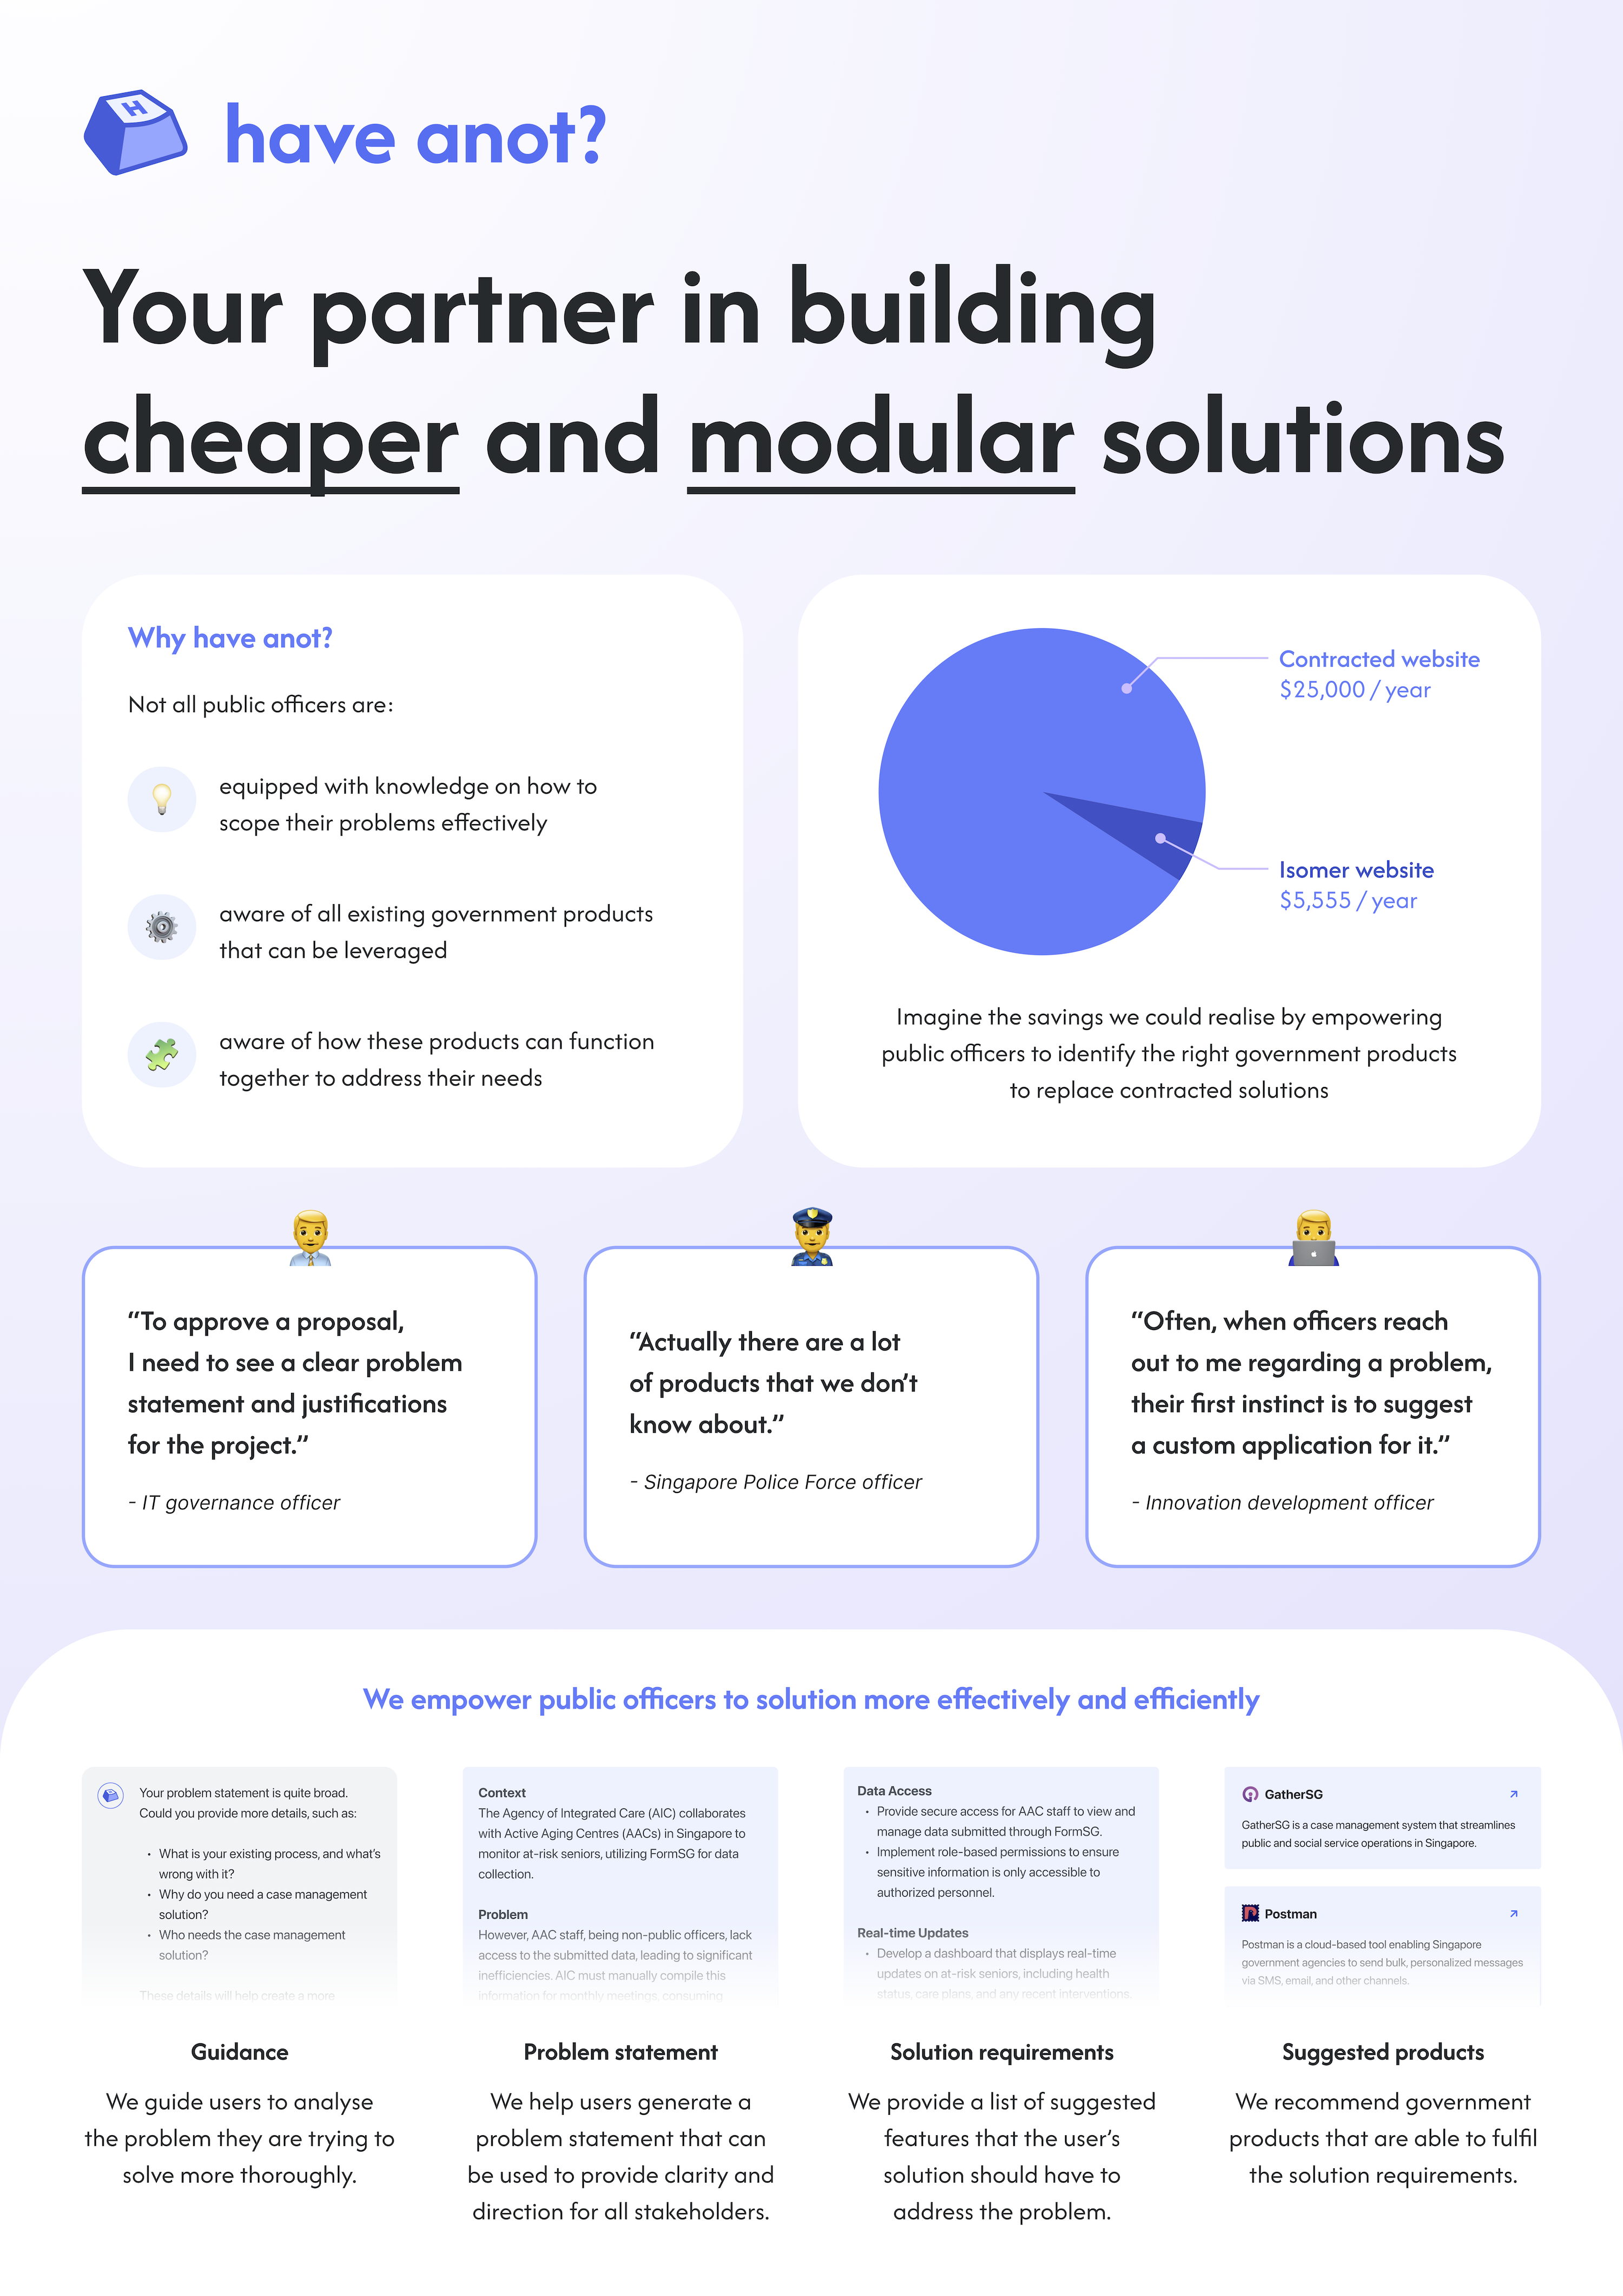 H
have anot?
Your partner in building
cheaper and modular solutions
Why have anot?
Not all public officers are:
equipped with knowledge on how to
scope their problems effectively
aware of all existing government products
that can be leveraged
aware of how these products can function
together to address their needs
Contracted website
$25,000 / year
Isomer website
$5,555 / year
Imagine the savings we could realise by empowering
public officers to identify the right government products
to replace contracted solutions
“To approve a proposal,
I need to see a clear problem
statement and justifications
for the project.”
- IT governance officer
“Actually there are a lot
of products that we don’t
know about.”
- Singapore Police Force officer
“Often, when officers reach
out to me regarding a problem,
their first instinct is to suggest
a custom application for it.”
- Innovation development officer
We empower public officers to solution more effectively and efficiently
Your problem statement is quite broad.
Could you provide more details, such as:
• What is your existing process, and what’s
wrong with it?
• Why do you need a case management
solution?
• Who needs the case management
solution?
These details will help create a more
Guidance
We guide users to analyse
the problem they are trying to
solve more thoroughly.
Context
The Agency of Integrated Care (AIC) collaborates
with Active Aging Centres (AACs) in Singapore to
monitor at-risk seniors, utilizing FormSG for data
collection.
Problem
However, AAC staff, being non-public officers, lack
access to the submitted data, leading to significant
inefficiencies. AIC must manually compile this
information for monthly meetings, consuming
Problem statement
We help users generate a
problem statement that can
be used to provide clarity and
direction for all stakeholders.
Data Access
• Provide secure access for AAC staff to view and
manage data submitted through FormSG.
• Implement role-based permissions to ensure
sensitive information is only accessible to
authorized personnel.
Real-time Updates
• Develop a dashboard that displays real-time
updates on at-risk seniors, including health
status, care plans, and any recent interventions.
Solution requirements
We provide a list of suggested
features that the user’s
solution should have to
address the problem.
GatherSG
GatherSG is a case management system that streamlines
public and social service operations in Singapore.
Postman
Postman is a cloud-based tool enabling Singapore
government agencies to send bulk, personalized messages
via SMS, email, and other channels.
Suggested products
We recommend government
products that are able to fulfil
the solution requirements.